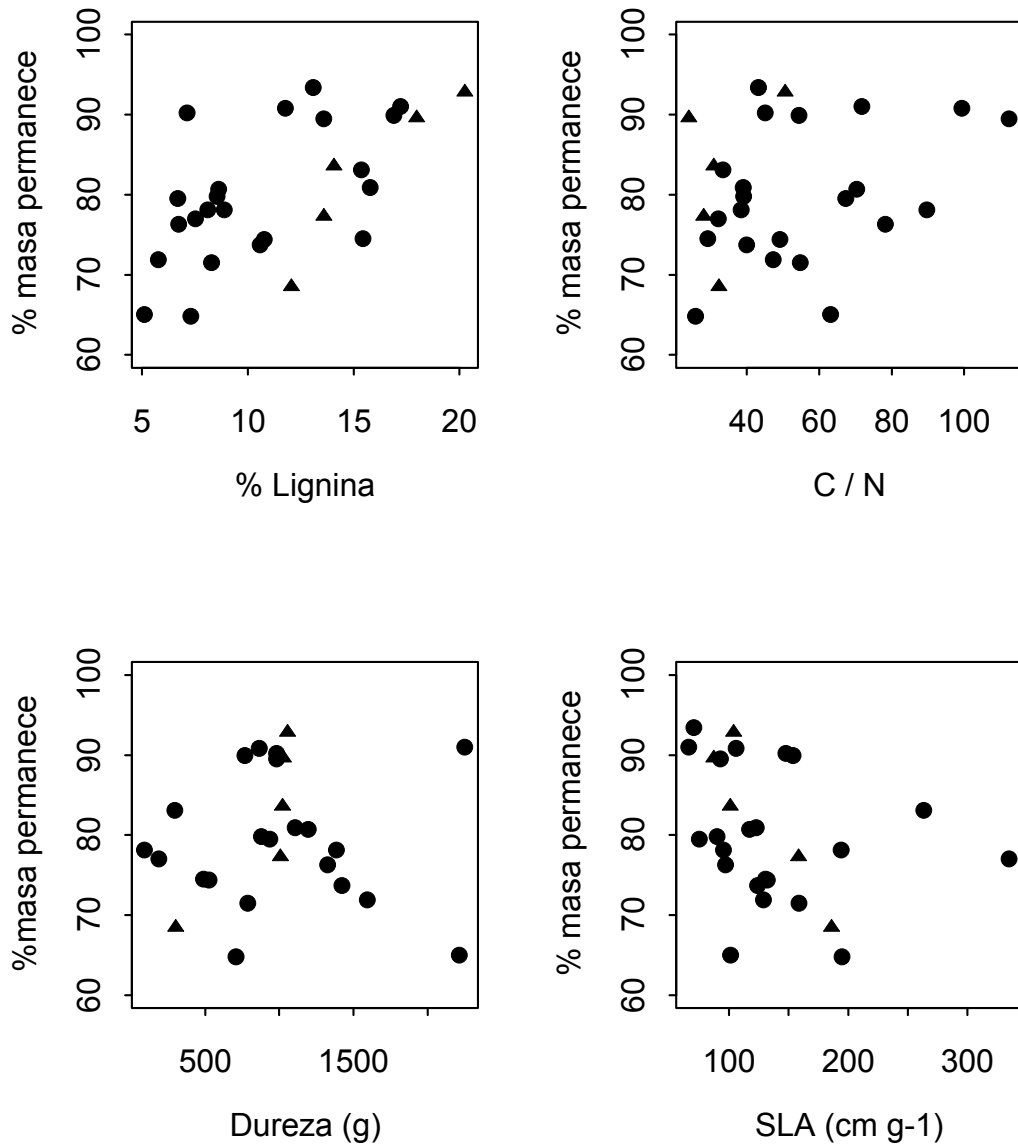 % masa permanece
100
90
80
70
60
5 10 15 20
% Lignina
% masa permanece
100
90
80
70
60
40 60 80 100
C / N
%masa permanece
100
90
80
70
60
500 1500
Dureza (g)
% masa permanece
100
90
80
70
60
100 200 300
SLA (cm g-1)